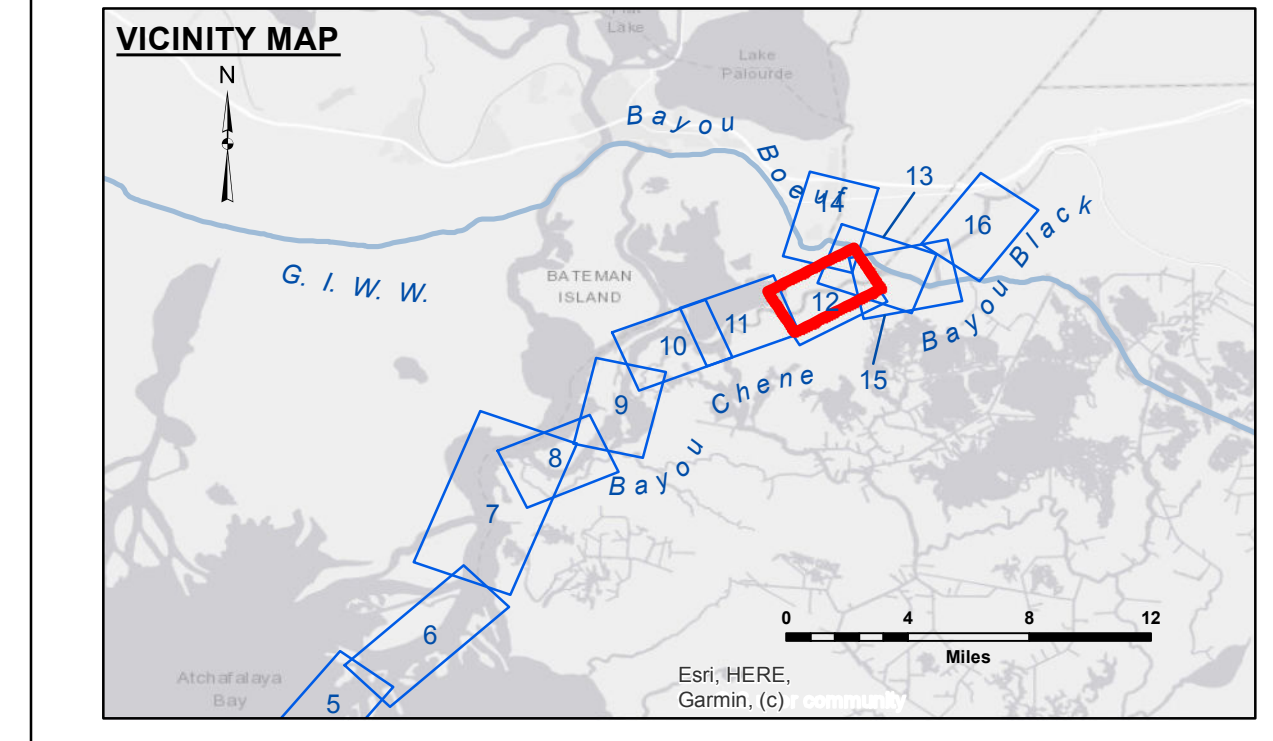 VICINITY MAP
N
Lake
Lake
Palourde
Bayou Boeuf
13
14
16
Bayou Black
G. I. W. W.
BATEMAN
ISLAND
12
11
10
15
Bayou Chene
9
8
7
6
5
Atchafalaya
Bay
0 4 8 12
Miles
Esri, HERE,
Garmin, (c)r community